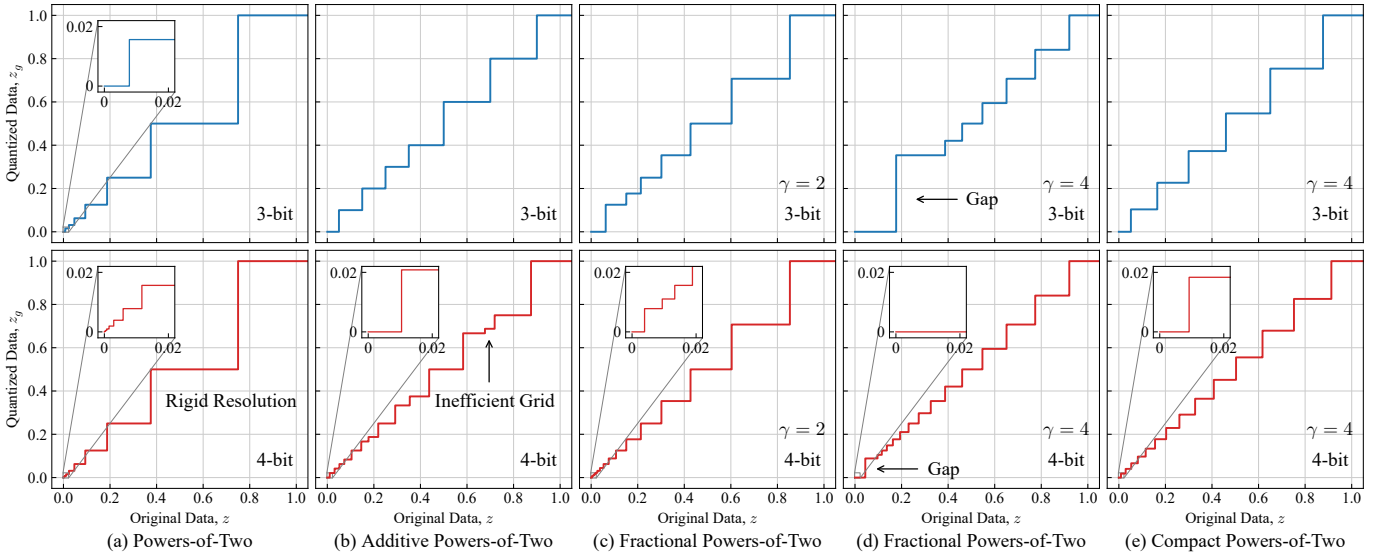 Quantized Data, z_g
1.0
0.8
0.6
0.4
0.2
0.0
0.02
0
0 0.02
3-bit
3-bit
γ = 2
3-bit
Gap
γ = 4
3-bit
γ = 4
3-bit
Quantized Data, z_g
1.0
0.8
0.6
0.4
0.2
0.0
0.02
0
0 0.02
Rigid Resolution
4-bit
0.02
0
0 0.02
Inefficient Grid
4-bit
0.02
0
0 0.02
γ = 2
4-bit
0.02
0
0 0.02
Gap
γ = 4
4-bit
0.02
0
0 0.02
γ = 4
4-bit
0.0 0.2 0.4 0.6 0.8 1.0
0.0 0.2 0.4 0.6 0.8 1.0
0.0 0.2 0.4 0.6 0.8 1.0
0.0 0.2 0.4 0.6 0.8 1.0
0.0 0.2 0.4 0.6 0.8 1.0
Original Data, z
Original Data, z
Original Data, z
Original Data, z
Original Data, z
(a) Powers-of-Two
(b) Additive Powers-of-Two
(c) Fractional Powers-of-Two
(d) Fractional Powers-of-Two
(e) Compact Powers-of-Two